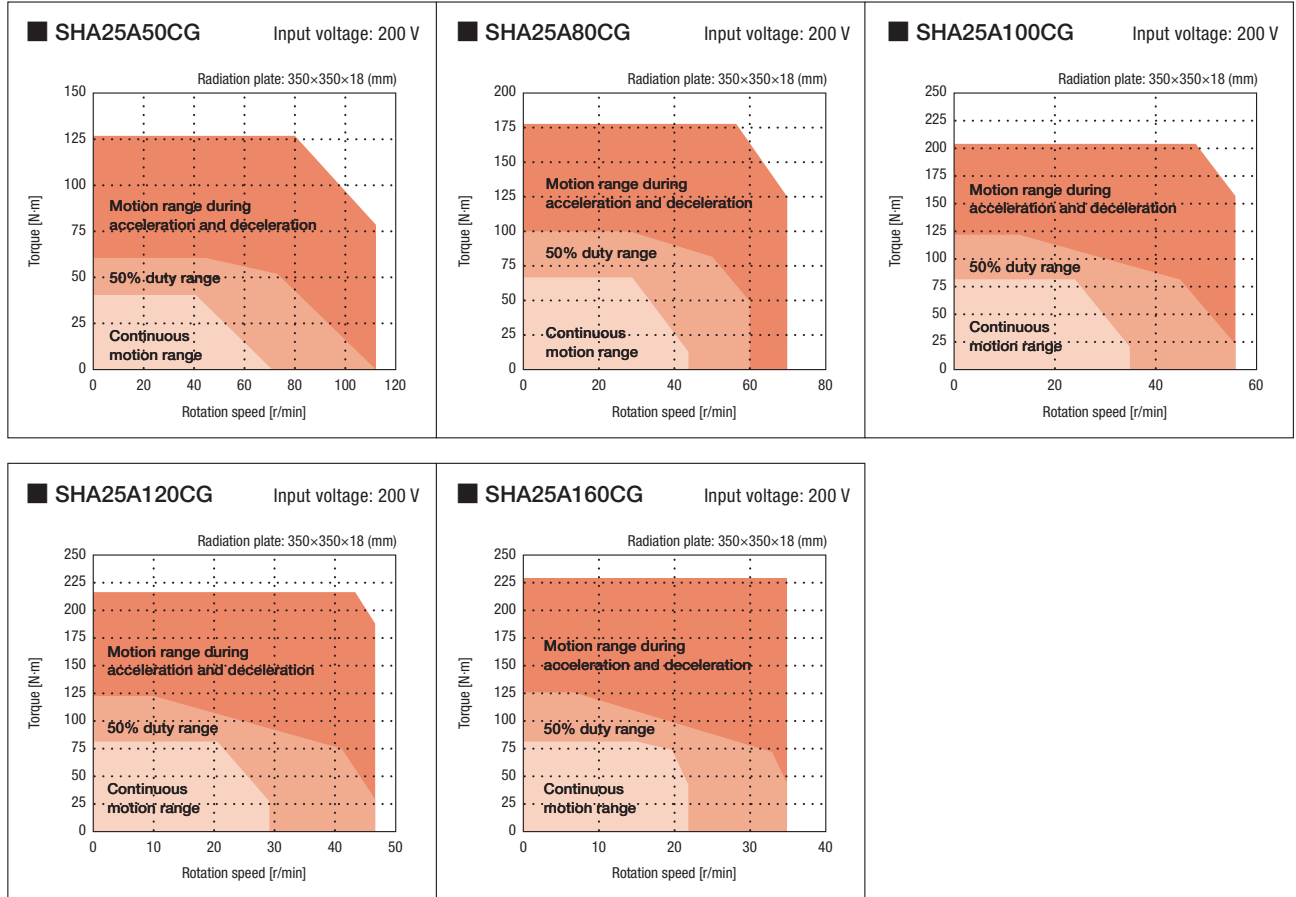 SHA25A50CG Input voltage: 200 V
Radiation plate: 350×350×18 (mm)
150
125
100
75
50
25
0
Torque [N·m]
Motion range during
acceleration and deceleration
50% duty range
Continuous
motion range
0 20 40 60 80 100 120
Rotation speed [r/min]
SHA25A80CG Input voltage: 200 V
Radiation plate: 350×350×18 (mm)
200
175
150
125
100
75
50
25
0
Torque [N·m]
Motion range during
acceleration and deceleration
50% duty range
Continuous
motion range
0 20 40 60 80
Rotation speed [r/min]
SHA25A100CG Input voltage: 200 V
Radiation plate: 350×350×18 (mm)
250
225
200
175
150
125
100
75
50
25
0
Torque [N·m]
Motion range during
acceleration and deceleration
50% duty range
Continuous
motion range
0 20 40 60
Rotation speed [r/min]
SHA25A120CG Input voltage: 200 V
Radiation plate: 350×350×18 (mm)
250
225
200
175
150
125
100
75
50
25
0
Torque [N·m]
Motion range during
acceleration and deceleration
50% duty range
Continuous
motion range
0 10 20 30 40 50
Rotation speed [r/min]
SHA25A160CG Input voltage: 200 V
Radiation plate: 350×350×18 (mm)
250
225
200
175
150
125
100
75
50
25
0
Torque [N·m]
Motion range during
acceleration and deceleration
50% duty range
Continuous
motion range
0 10 20 30 40
Rotation speed [r/min]